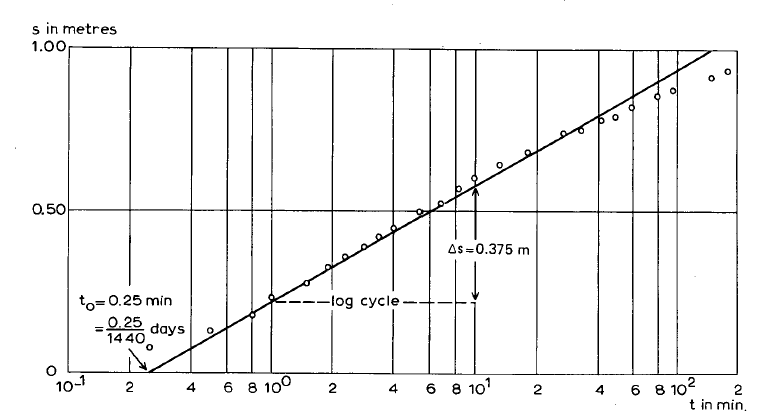 s in metres
1.00
0.50
Δs=0.375 m
t₀=0.25 min
log cycle
=0.25/1440 days
0
10⁻¹ 2 4 6 8 10⁰ 2 4 6 8 10¹ 2 4 6 8 10² 2
t in min.